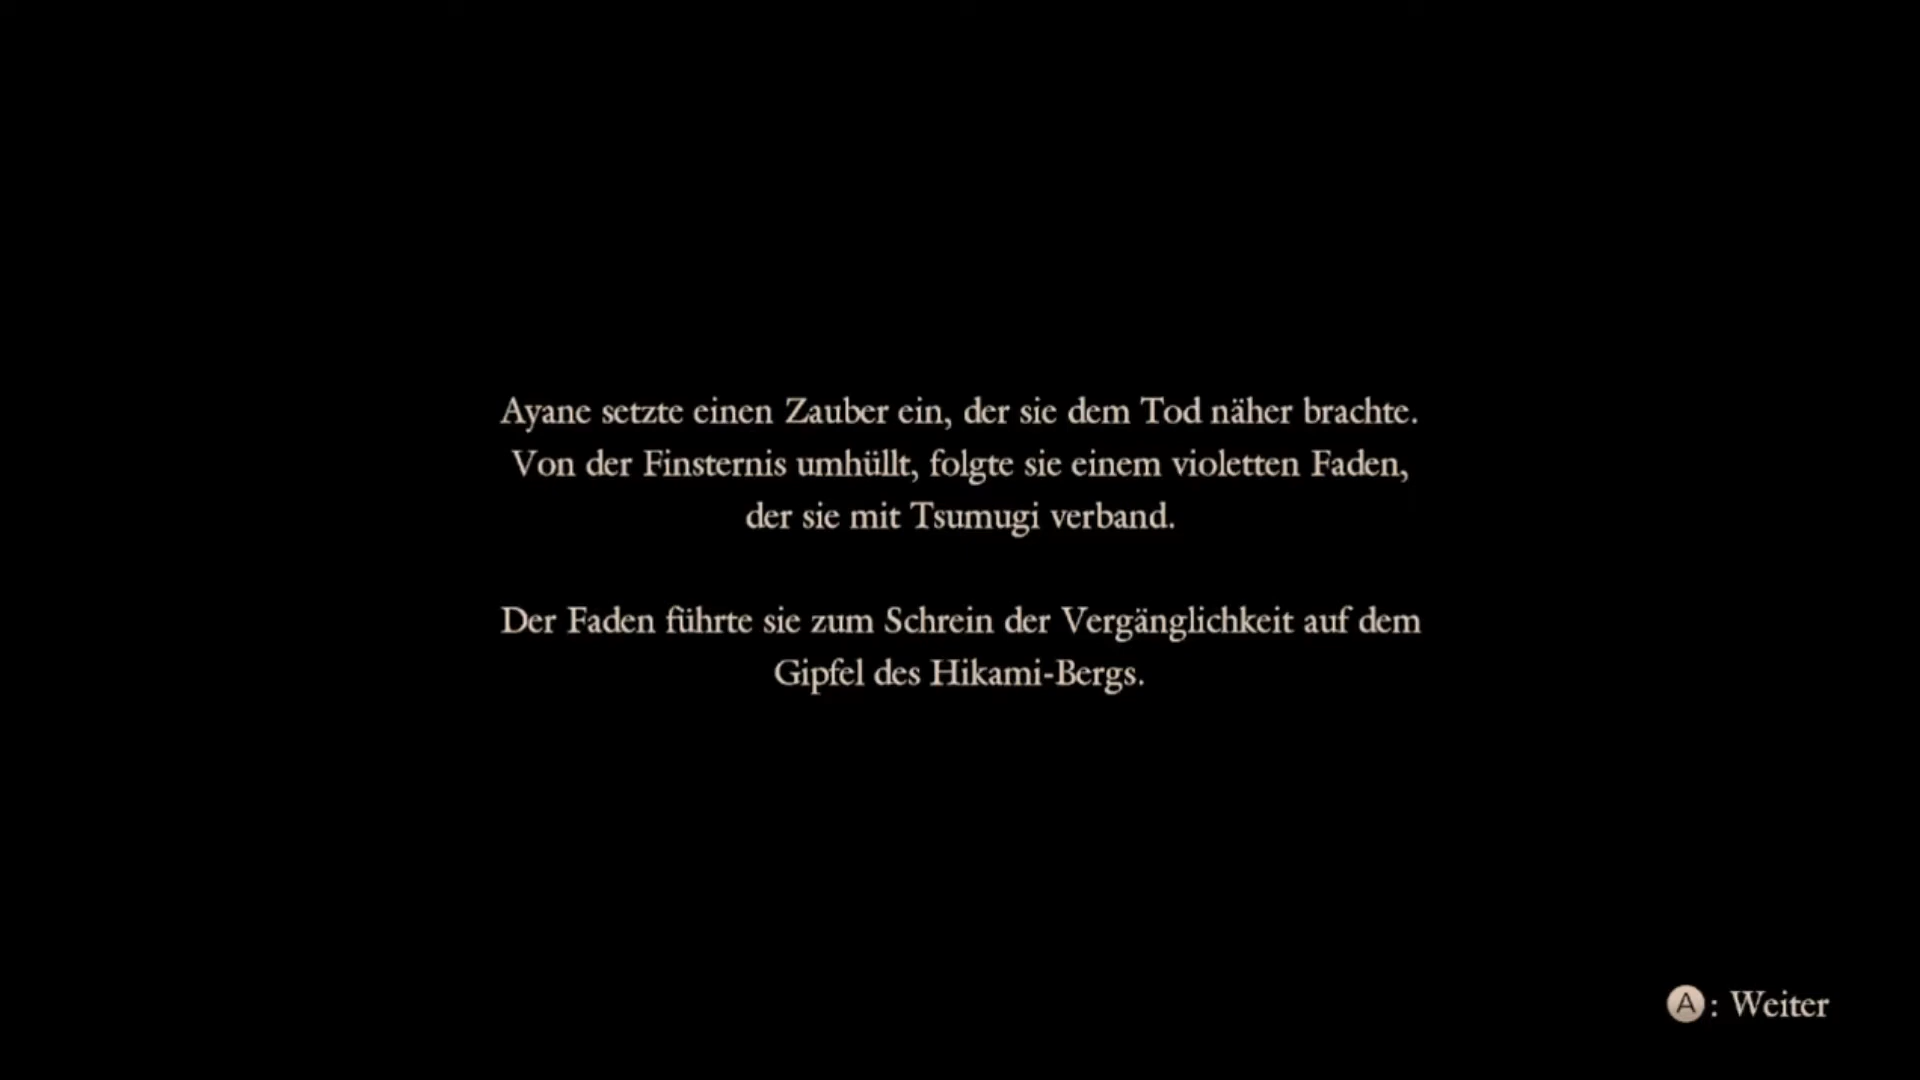 Ayane setzte einen Zauber ein, der sie dem Tod näher brachte.
Von der Finsternis umhüllt, folgte sie einem violetten Faden,
der sie mit Tsumugi verband.
Der Faden führte sie zum Schrein der Vergänglichkeit auf dem
Gipfel des Hikami-Bergs.
A: Weiter